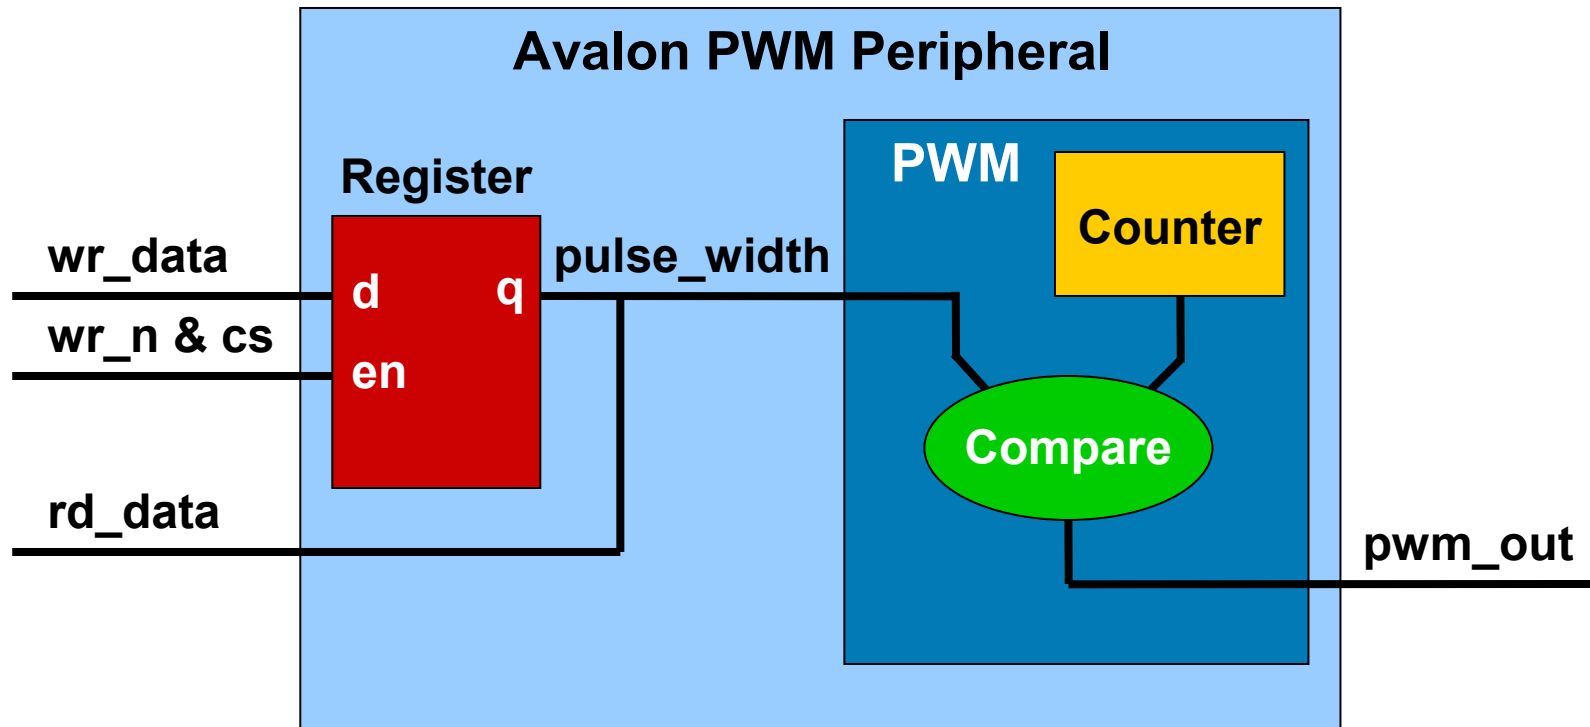 Avalon PWM Peripheral
PWM
Register
Counter
wr_data
pulse_width
d
q
wr_n & cs
en
Compare
rd_data
pwm_out